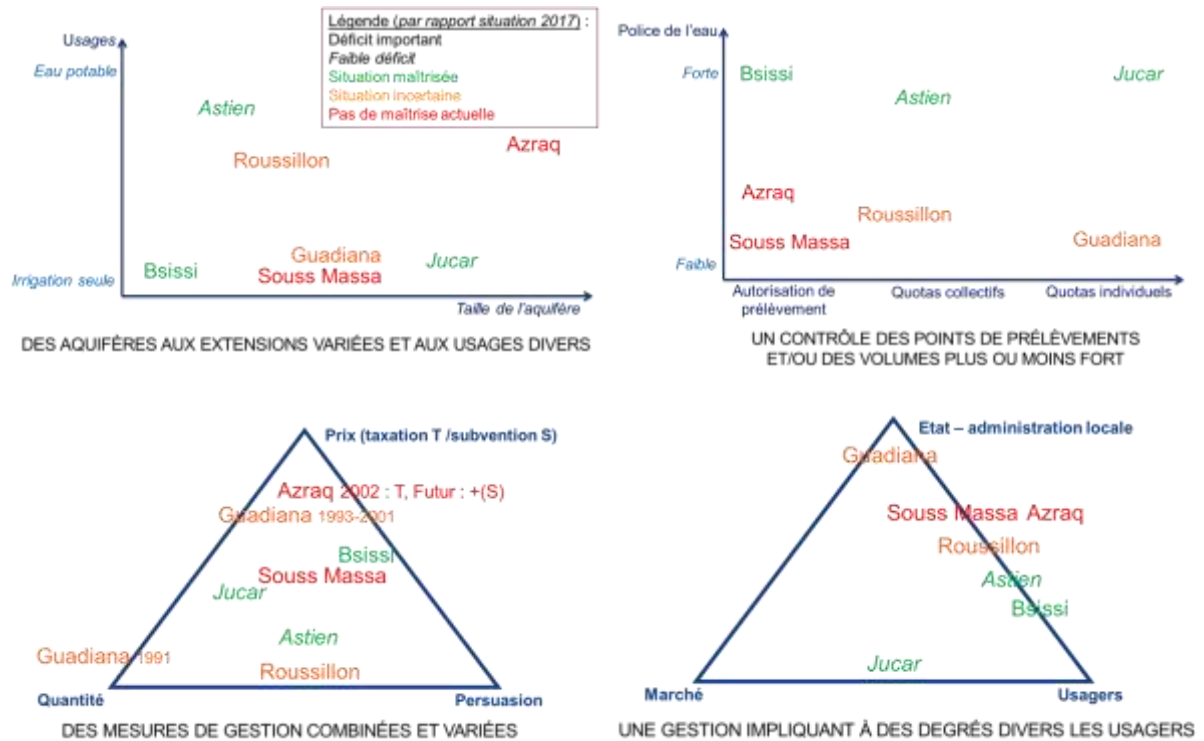 Usages
Eau potable
Irrigation seule
Légende (par rapport situation 2017) :
Déficit important
Faible déficit
Situation maîtrisée
Situation incertaine
Pas de maîtrise actuelle
Astien
Azraq
Roussillon
Guadiana
Jucar
Bsissi
Souss Massa
Taille de l'aquifère
DES AQUIFÈRES AUX EXTENSIONS VARIÉES ET AUX USAGES DIVERS
Police de l'eau
Forte
Faible
Bsissi
Jucar
Astien
Azraq
Roussillon
Souss Massa
Guadiana
Autorisation de
prélèvement
Quotas collectifs
Quotas individuels
UN CONTRÔLE DES POINTS DE PRÉLÈVEMENTS
ET/OU DES VOLUMES PLUS OU MOINS FORT
Prix (taxation T /subvention S)
Azraq 2002 : T, Futur : +(S)
Guadiana 1993-2001
Bsissi
Souss Massa
Jucar
Astien
Guadiana 1991
Roussillon
Quantité
Persuasion
DES MESURES DE GESTION COMBINÉES ET VARIÉES
Etat – administration locale
Guadiana
Souss Massa Azraq
Roussillon
Astien
Bsissi
Jucar
Marché
Usagers
UNE GESTION IMPLIQUANT À DES DEGRÉS DIVERS LES USAGERS